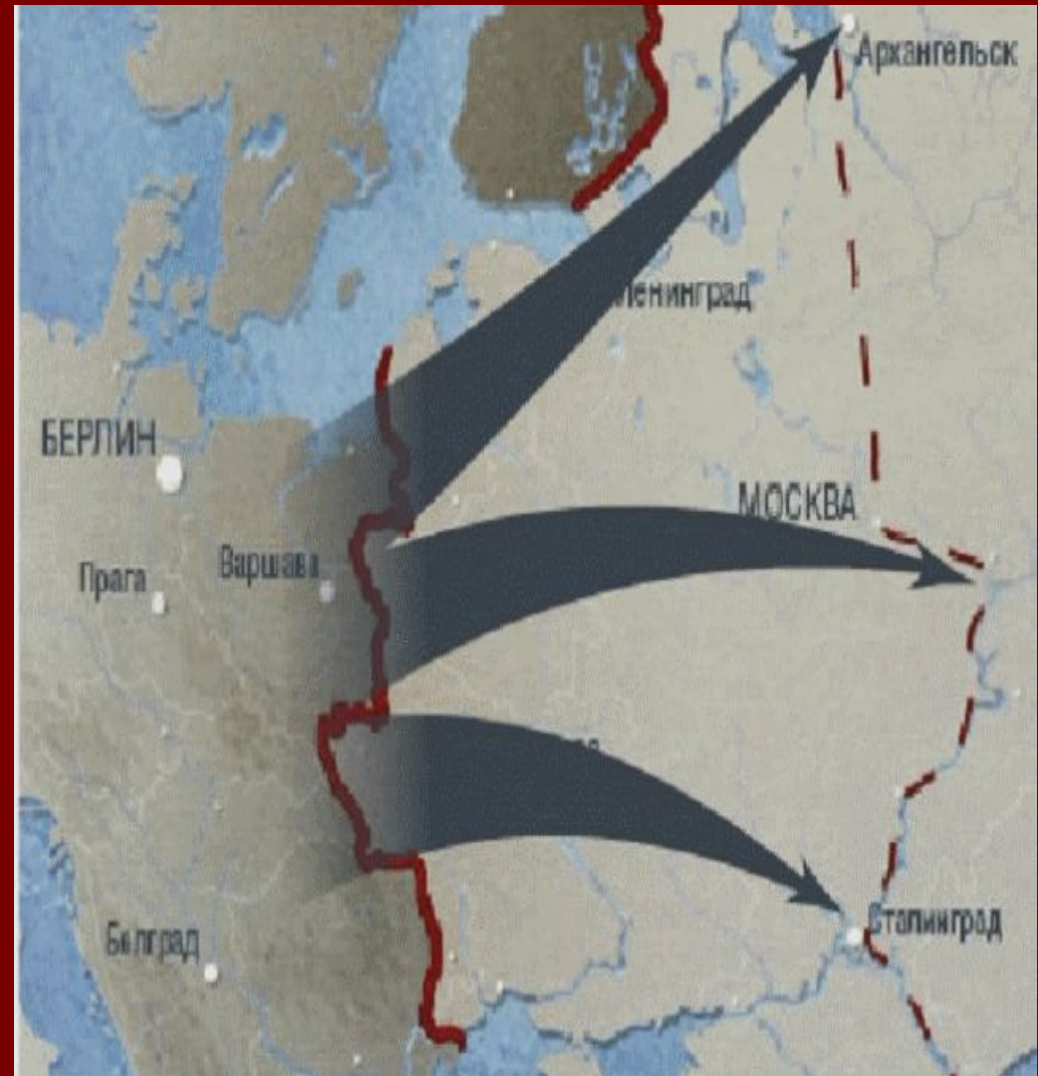 Архангельск
Ленинград
БЕРЛИН
МОСКВА
Варшава
Прага
Сталинград
Белград